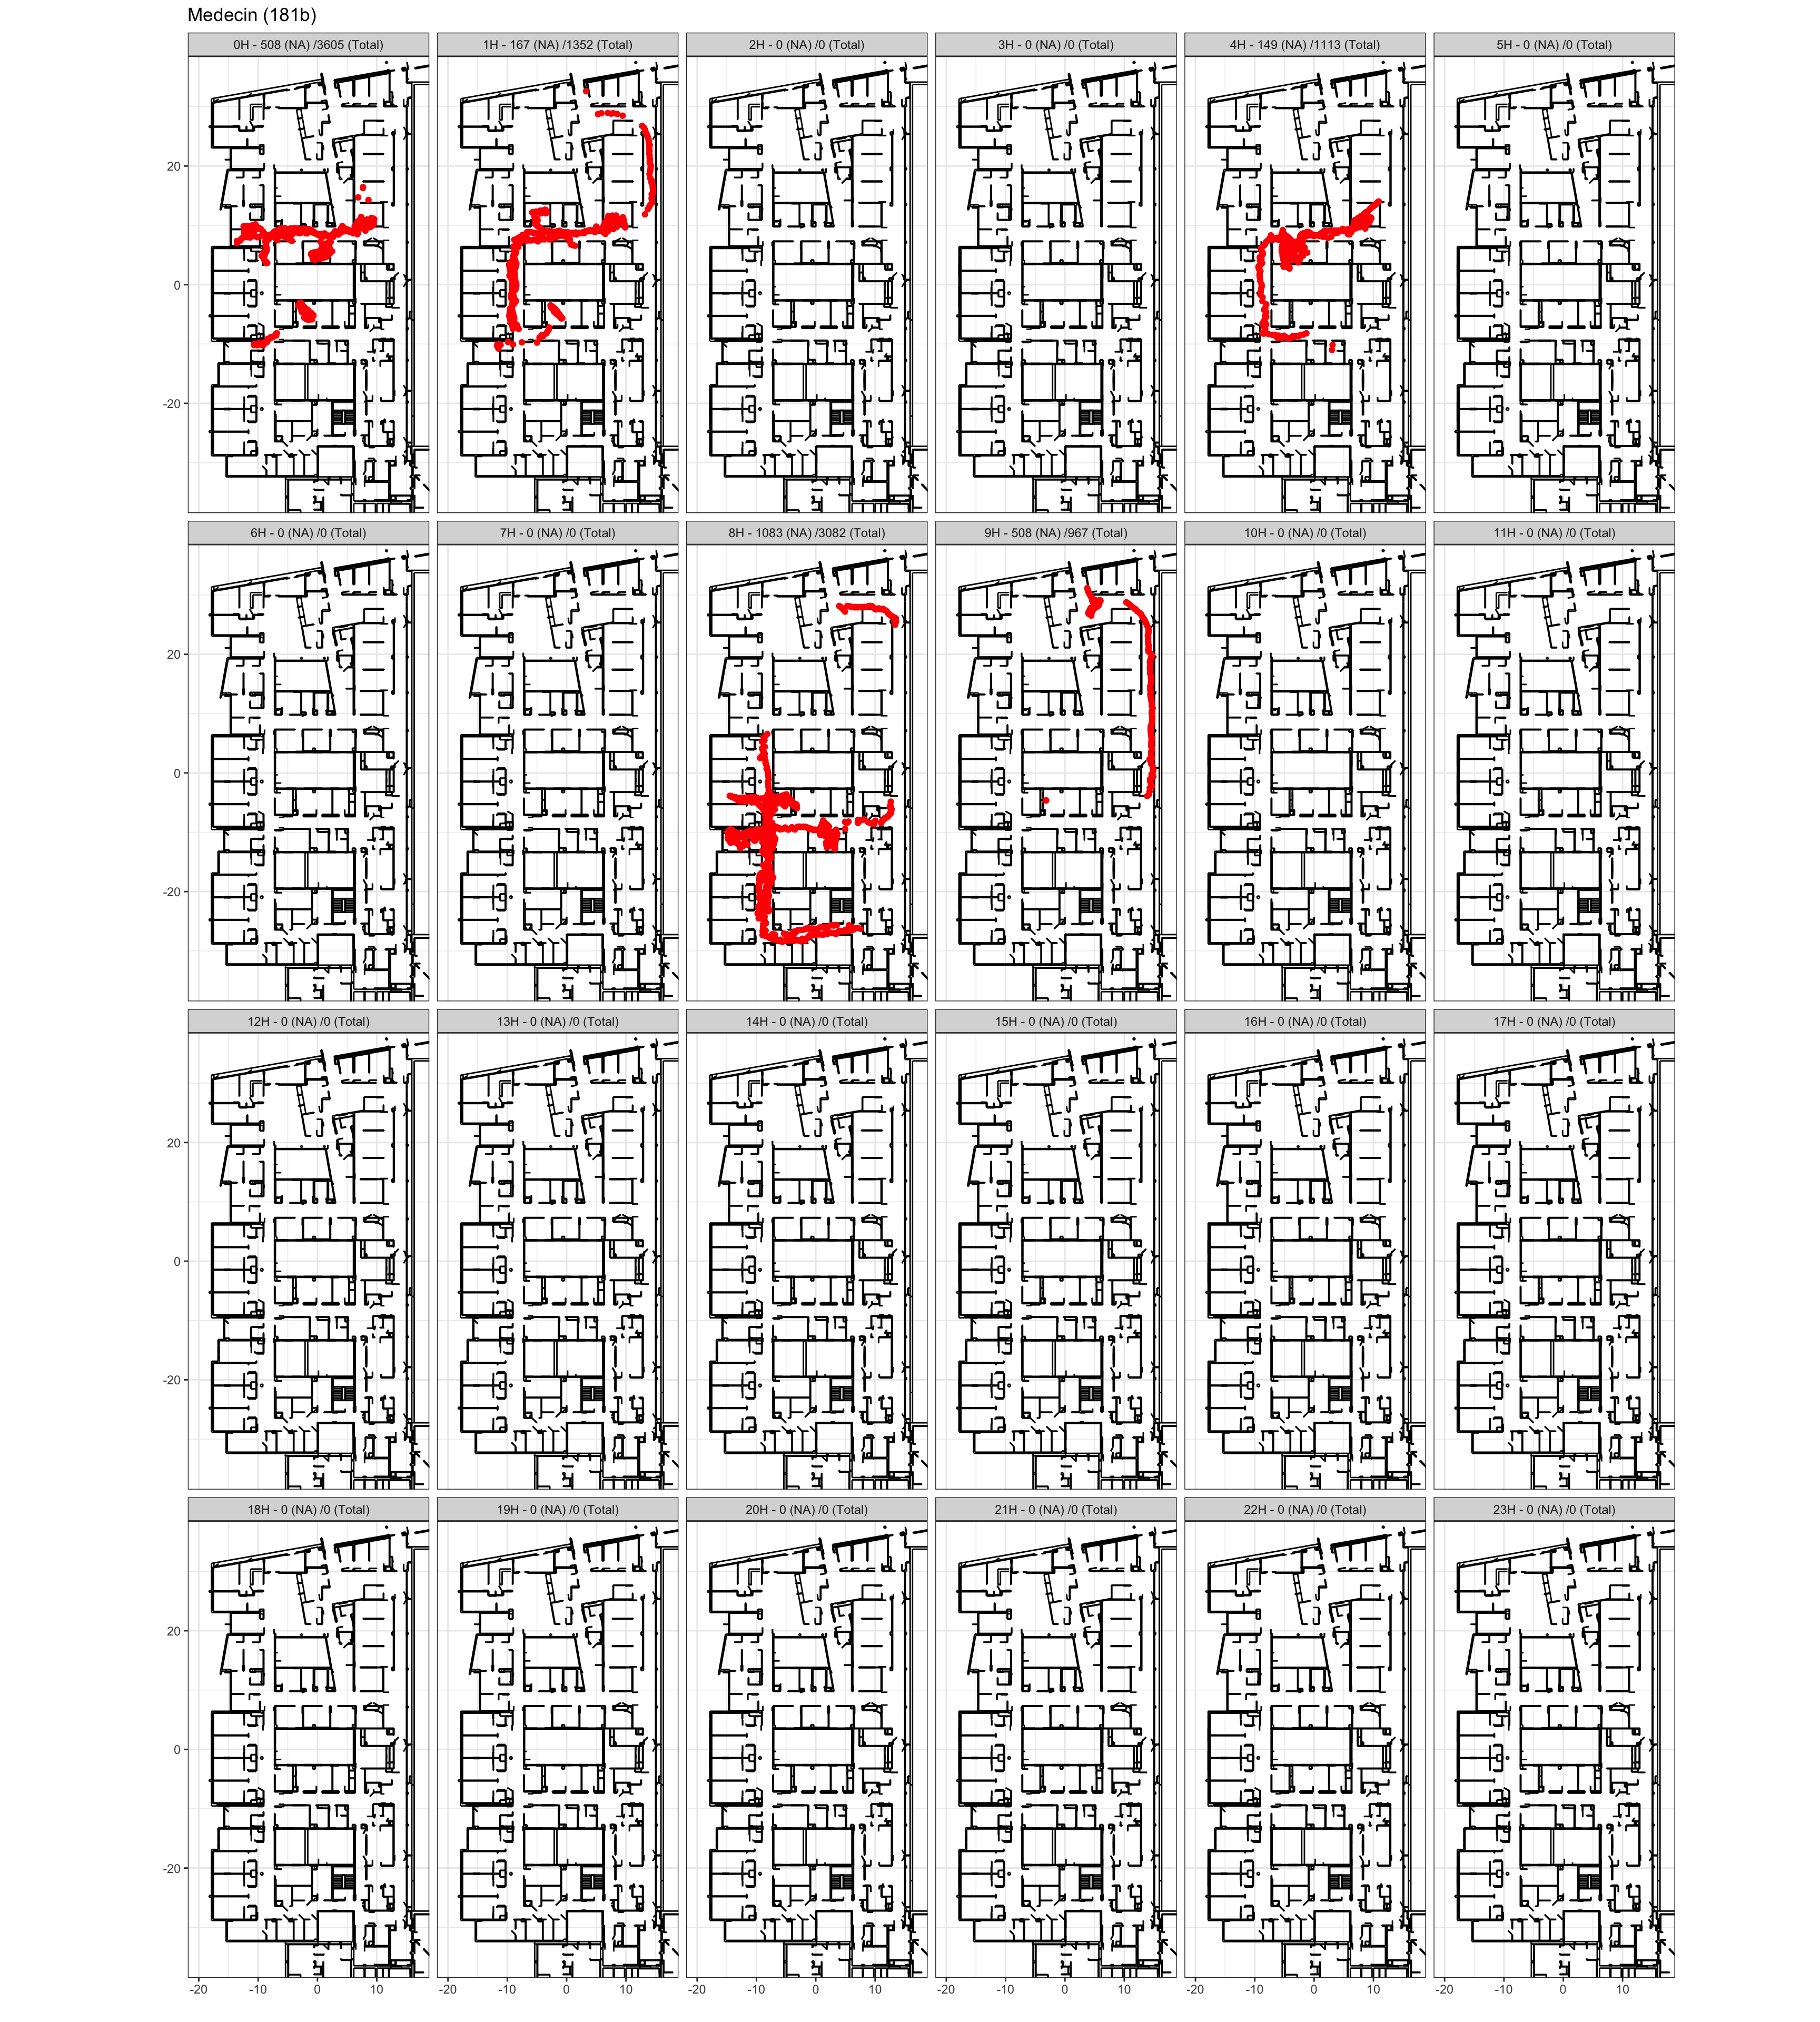 Medecin (181b)
0H - 508 (NA) /3605 (Total)
1H - 167 (NA) /1352 (Total)
2H - 0 (NA) /0 (Total)
3H - 0 (NA) /0 (Total)
4H - 149 (NA) /1113 (Total)
5H - 0 (NA) /0 (Total)
20
0
-20
6H - 0 (NA) /0 (Total)
7H - 0 (NA) /0 (Total)
8H - 1083 (NA) /3082 (Total)
9H - 508 (NA) /967 (Total)
10H - 0 (NA) /0 (Total)
11H - 0 (NA) /0 (Total)
20
0
-20
12H - 0 (NA) /0 (Total)
13H - 0 (NA) /0 (Total)
14H - 0 (NA) /0 (Total)
15H - 0 (NA) /0 (Total)
16H - 0 (NA) /0 (Total)
17H - 0 (NA) /0 (Total)
20
0
-20
18H - 0 (NA) /0 (Total)
19H - 0 (NA) /0 (Total)
20H - 0 (NA) /0 (Total)
21H - 0 (NA) /0 (Total)
22H - 0 (NA) /0 (Total)
23H - 0 (NA) /0 (Total)
20
0
-20
-20 -10 0 10
-20 -10 0 10
-20 -10 0 10
-20 -10 0 10
-20 -10 0 10
-20 -10 0 10